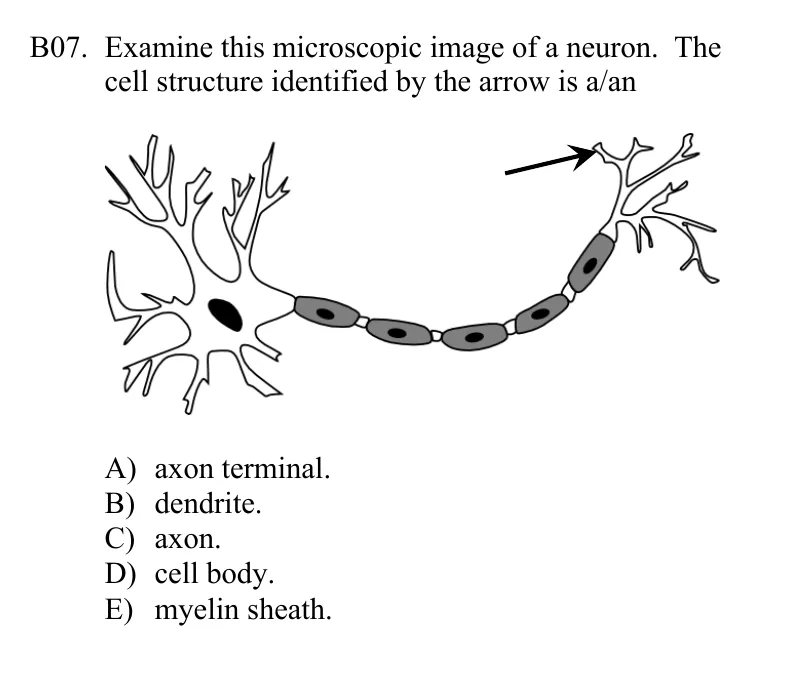 B07. Examine this microscopic image of a neuron. The
cell structure identified by the arrow is a/an
A) axon terminal.
B) dendrite.
C) axon.
D) cell body.
E) myelin sheath.